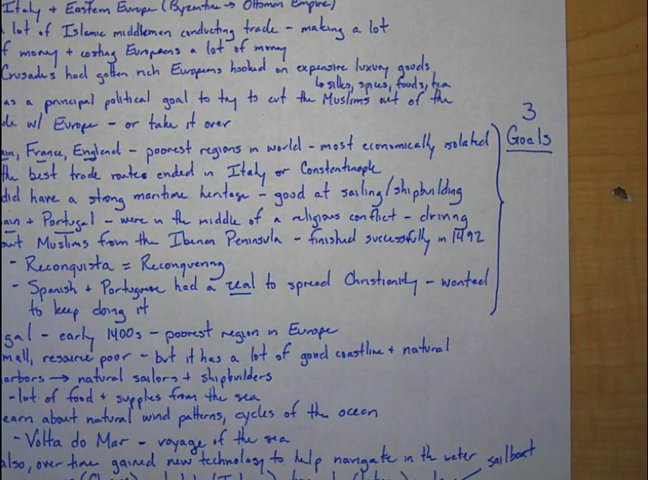 Italy + Eastern Europe (Byzantine → Ottoman Empire)
lot of Islamic middlemen conducting trade - making a lot
f money + costing Europeans a lot of money
Crusades had gotten rich Europeans hooked on expensive luxury goods
↳ silks, spices, foods, tea
as a principal political goal to try to cut the Muslims out of the
de w/ Europe - or take it over
3
Goals
in, France, England - poorest regions in world - most economically isolated
the best trade routes ended in Italy or Constantinople
did have a strong maritime heritage - good at sailing/shipbuilding
ain + Portugal - were in the middle of a religious conflict - driving
out Muslims from the Iberian Peninsula - finished successfully in 1492
- Reconquista = Reconquering
- Spanish + Portuguese had a zeal to spread Christianity - wanted
to keep doing it
gal - early 1400s - poorest region in Europe
mall, resource poor - but it has a lot of good coastline + natural
arbors → natural sailors + shipbuilders
- lot of food + supplies from the sea
earn about natural wind patterns, cycles of the ocean
- Volta do Mar - voyage of the sea
also, over time gained new technology to help navigate in the water
sailboat